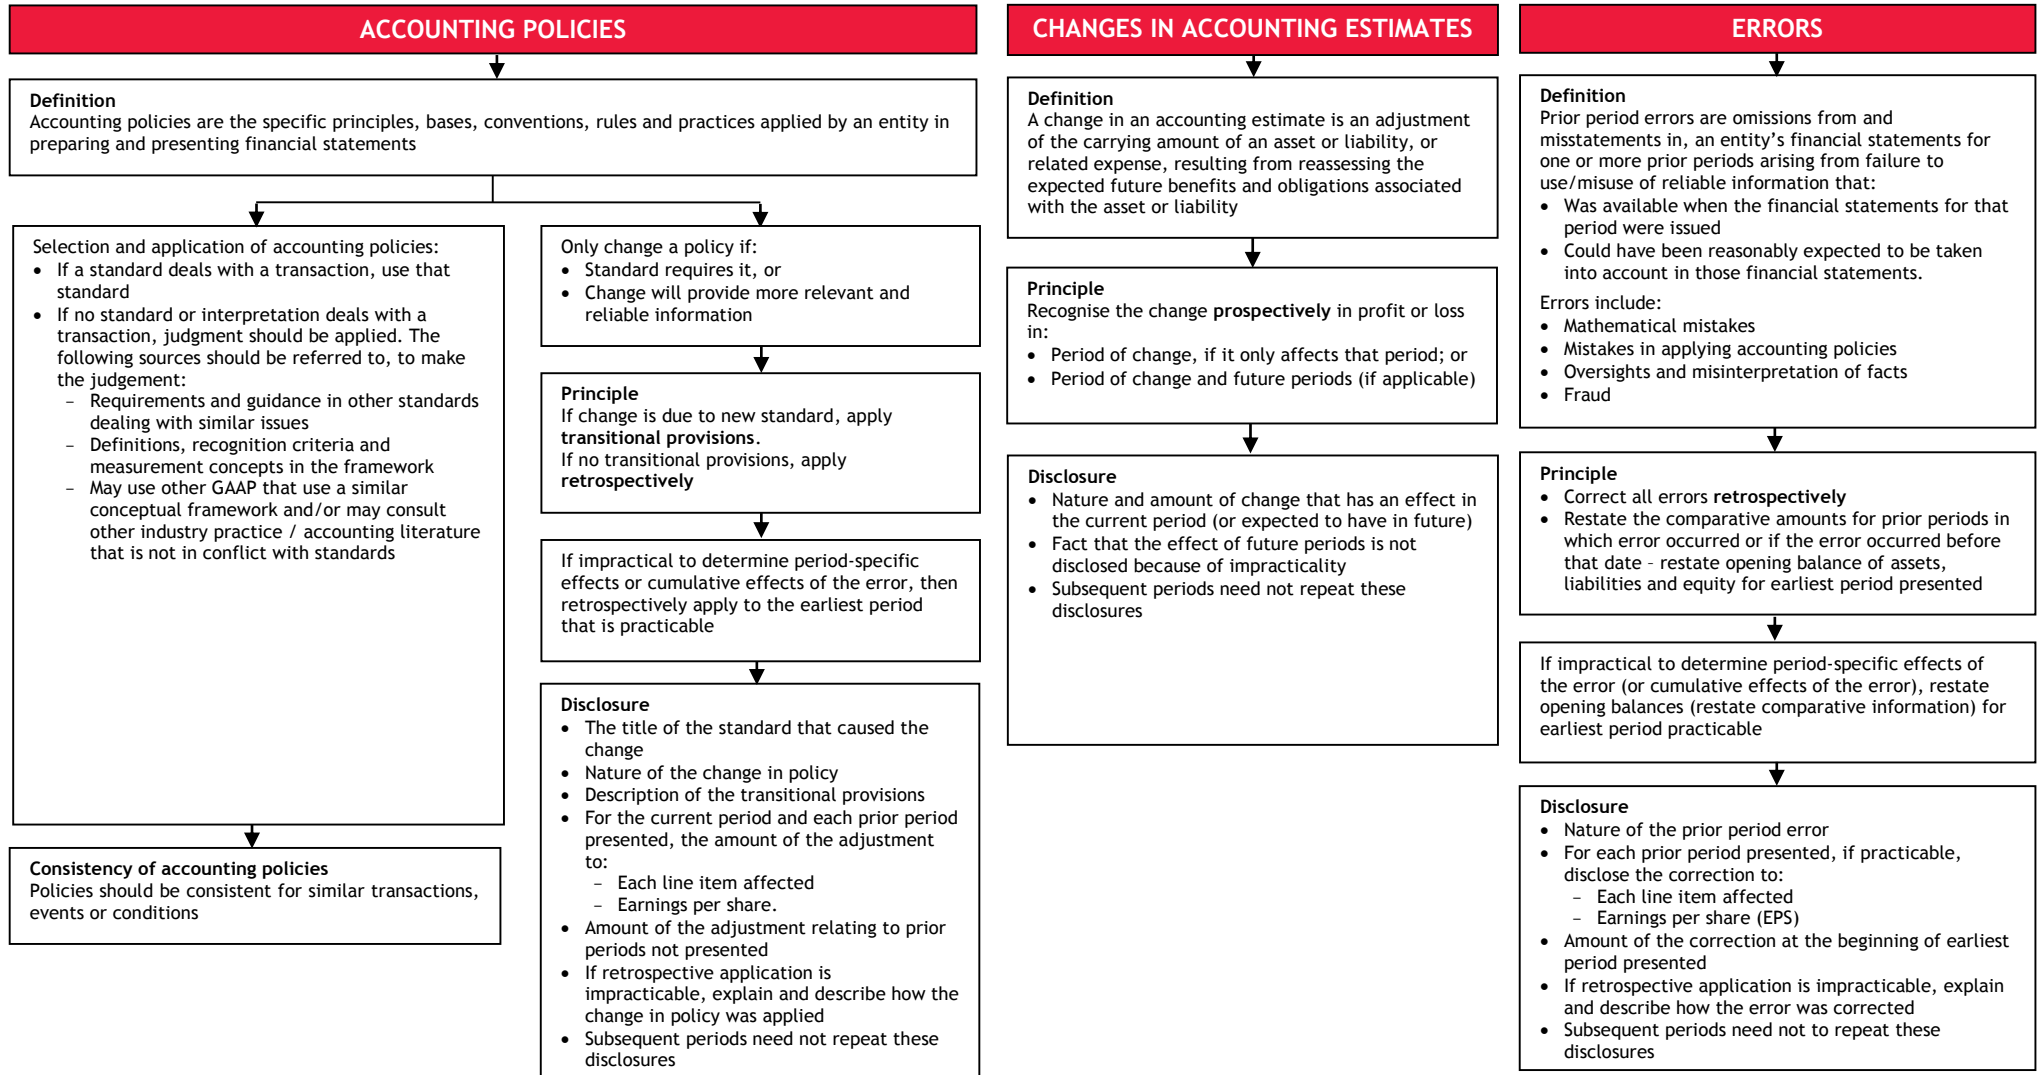 ACCOUNTING POLICIES
Definition
Accounting policies are the specific principles, bases, conventions, rules and practices applied by an entity in
preparing and presenting financial statements
Selection and application of accounting policies:
• If a standard deals with a transaction, use that
standard
• If no standard or interpretation deals with a
transaction, judgment should be applied. The
following sources should be referred to, to make
the judgement:
– Requirements and guidance in other standards
dealing with similar issues
– Definitions, recognition criteria and
measurement concepts in the framework
– May use other GAAP that use a similar
conceptual framework and/or may consult
other industry practice / accounting literature
that is not in conflict with standards
Consistency of accounting policies
Policies should be consistent for similar transactions,
events or conditions
Only change a policy if:
• Standard requires it, or
• Change will provide more relevant and
reliable information
Principle
If change is due to new standard, apply
transitional provisions.
If no transitional provisions, apply
retrospectively
If impractical to determine period-specific
effects or cumulative effects of the error, then
retrospectively apply to the earliest period
that is practicable
Disclosure
• The title of the standard that caused the
change
• Nature of the change in policy
• Description of the transitional provisions
• For the current period and each prior period
presented, the amount of the adjustment
to:
– Each line item affected
– Earnings per share.
• Amount of the adjustment relating to prior
periods not presented
• If retrospective application is
impracticable, explain and describe how the
change in policy was applied
• Subsequent periods need not repeat these
disclosures
CHANGES IN ACCOUNTING ESTIMATES
Definition
A change in an accounting estimate is an adjustment
of the carrying amount of an asset or liability, or
related expense, resulting from reassessing the
expected future benefits and obligations associated
with the asset or liability
Principle
Recognise the change prospectively in profit or loss
in:
• Period of change, if it only affects that period; or
• Period of change and future periods (if applicable)
Disclosure
• Nature and amount of change that has an effect in
the current period (or expected to have in future)
• Fact that the effect of future periods is not
disclosed because of impracticality
• Subsequent periods need not repeat these
disclosures
ERRORS
Definition
Prior period errors are omissions from and
misstatements in, an entity’s financial statements for
one or more prior periods arising from failure to
use/misuse of reliable information that:
• Was available when the financial statements for that
period were issued
• Could have been reasonably expected to be taken
into account in those financial statements.
Errors include:
• Mathematical mistakes
• Mistakes in applying accounting policies
• Oversights and misinterpretation of facts
• Fraud
Principle
• Correct all errors retrospectively
• Restate the comparative amounts for prior periods in
which error occurred or if the error occurred before
that date – restate opening balance of assets,
liabilities and equity for earliest period presented
If impractical to determine period-specific effects of
the error (or cumulative effects of the error), restate
opening balances (restate comparative information) for
earliest period practicable
Disclosure
• Nature of the prior period error
• For each prior period presented, if practicable,
disclose the correction to:
– Each line item affected
– Earnings per share (EPS)
• Amount of the correction at the beginning of earliest
period presented
• If retrospective application is impracticable, explain
and describe how the error was corrected
• Subsequent periods need not to repeat these
disclosures